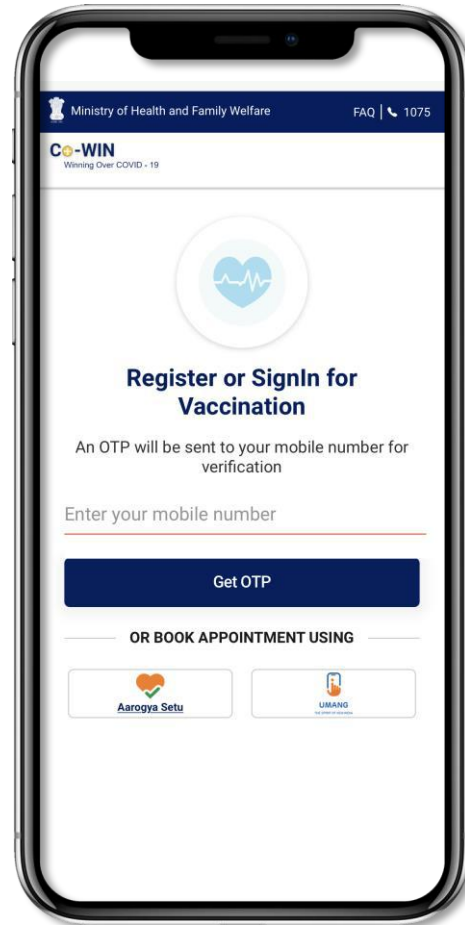 Ministry of Health and Family Welfare FAQ | 1075
Co-WIN
Winning Over COVID - 19
Register or SignIn for
Vaccination
An OTP will be sent to your mobile number for
verification
Enter your mobile number
Get OTP
OR BOOK APPOINTMENT USING
Aarogya Setu
UMANG